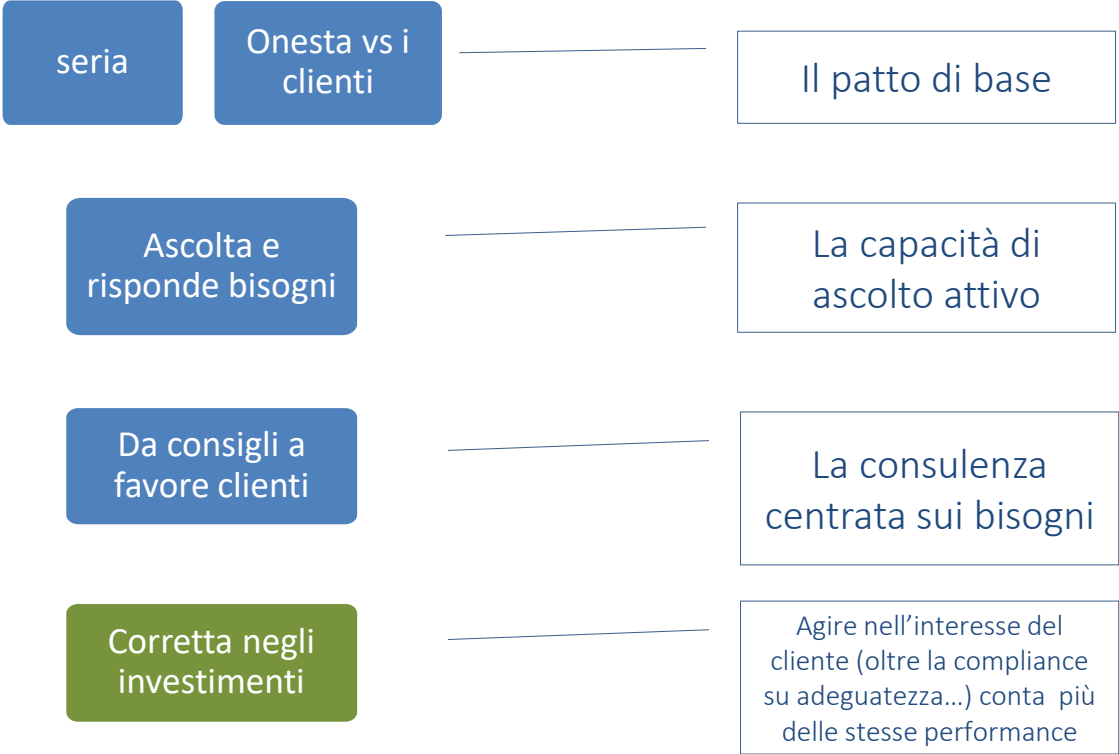 seria
Onesta vs i
clienti
Il patto di base
Ascolta e
risponde bisogni
La capacità di
ascolto attivo
Da consigli a
favore clienti
La consulenza
centrata sui bisogni
Corretta negli
investimenti
Agire nell’interesse del
cliente (oltre la compliance
su adeguatezza…) conta più
delle stesse performance